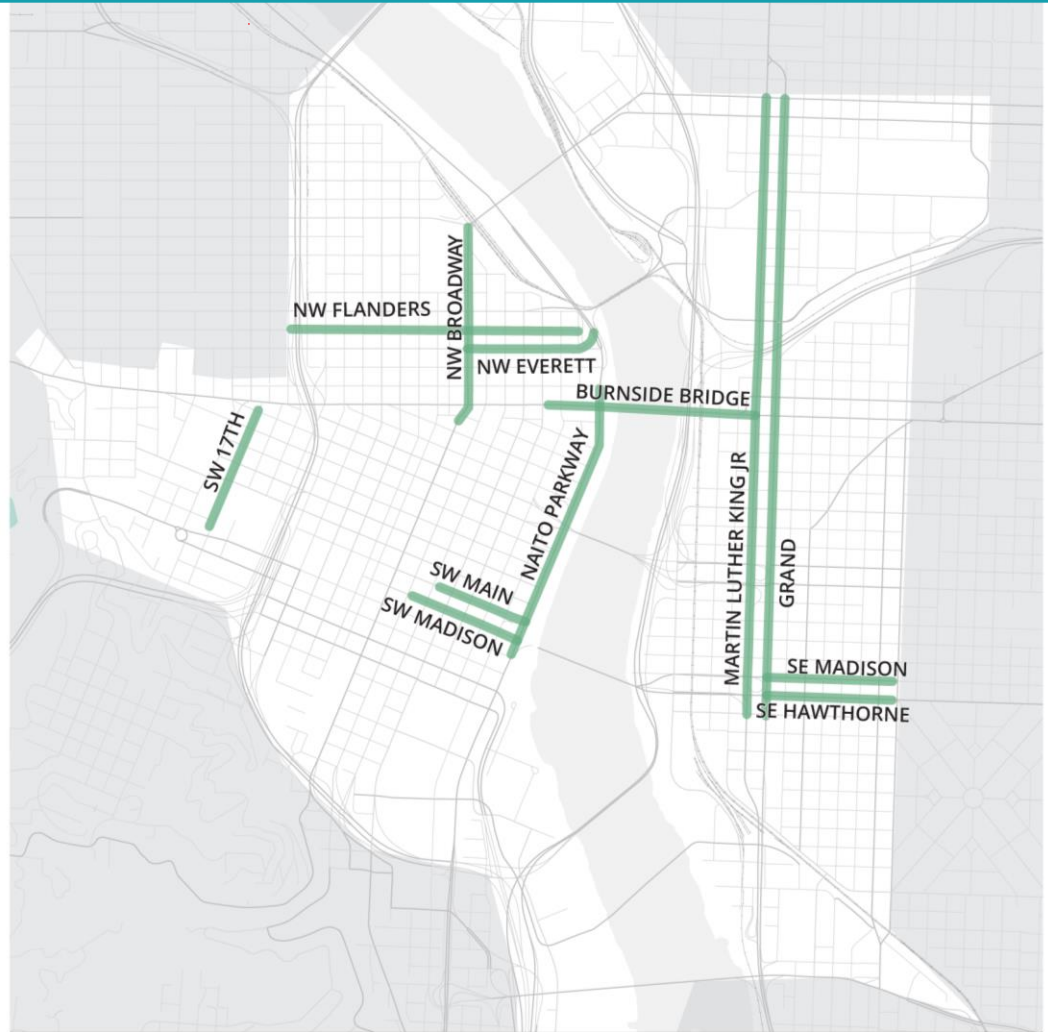 NW BROADWAY
NW FLANDERS
NW EVERETT
BURNSIDE BRIDGE
SW 17TH
NAITO PARKWAY
MARTIN LUTHER KING JR
GRAND
SW MAIN
SW MADISON
SE MADISON
SE HAWTHORNE